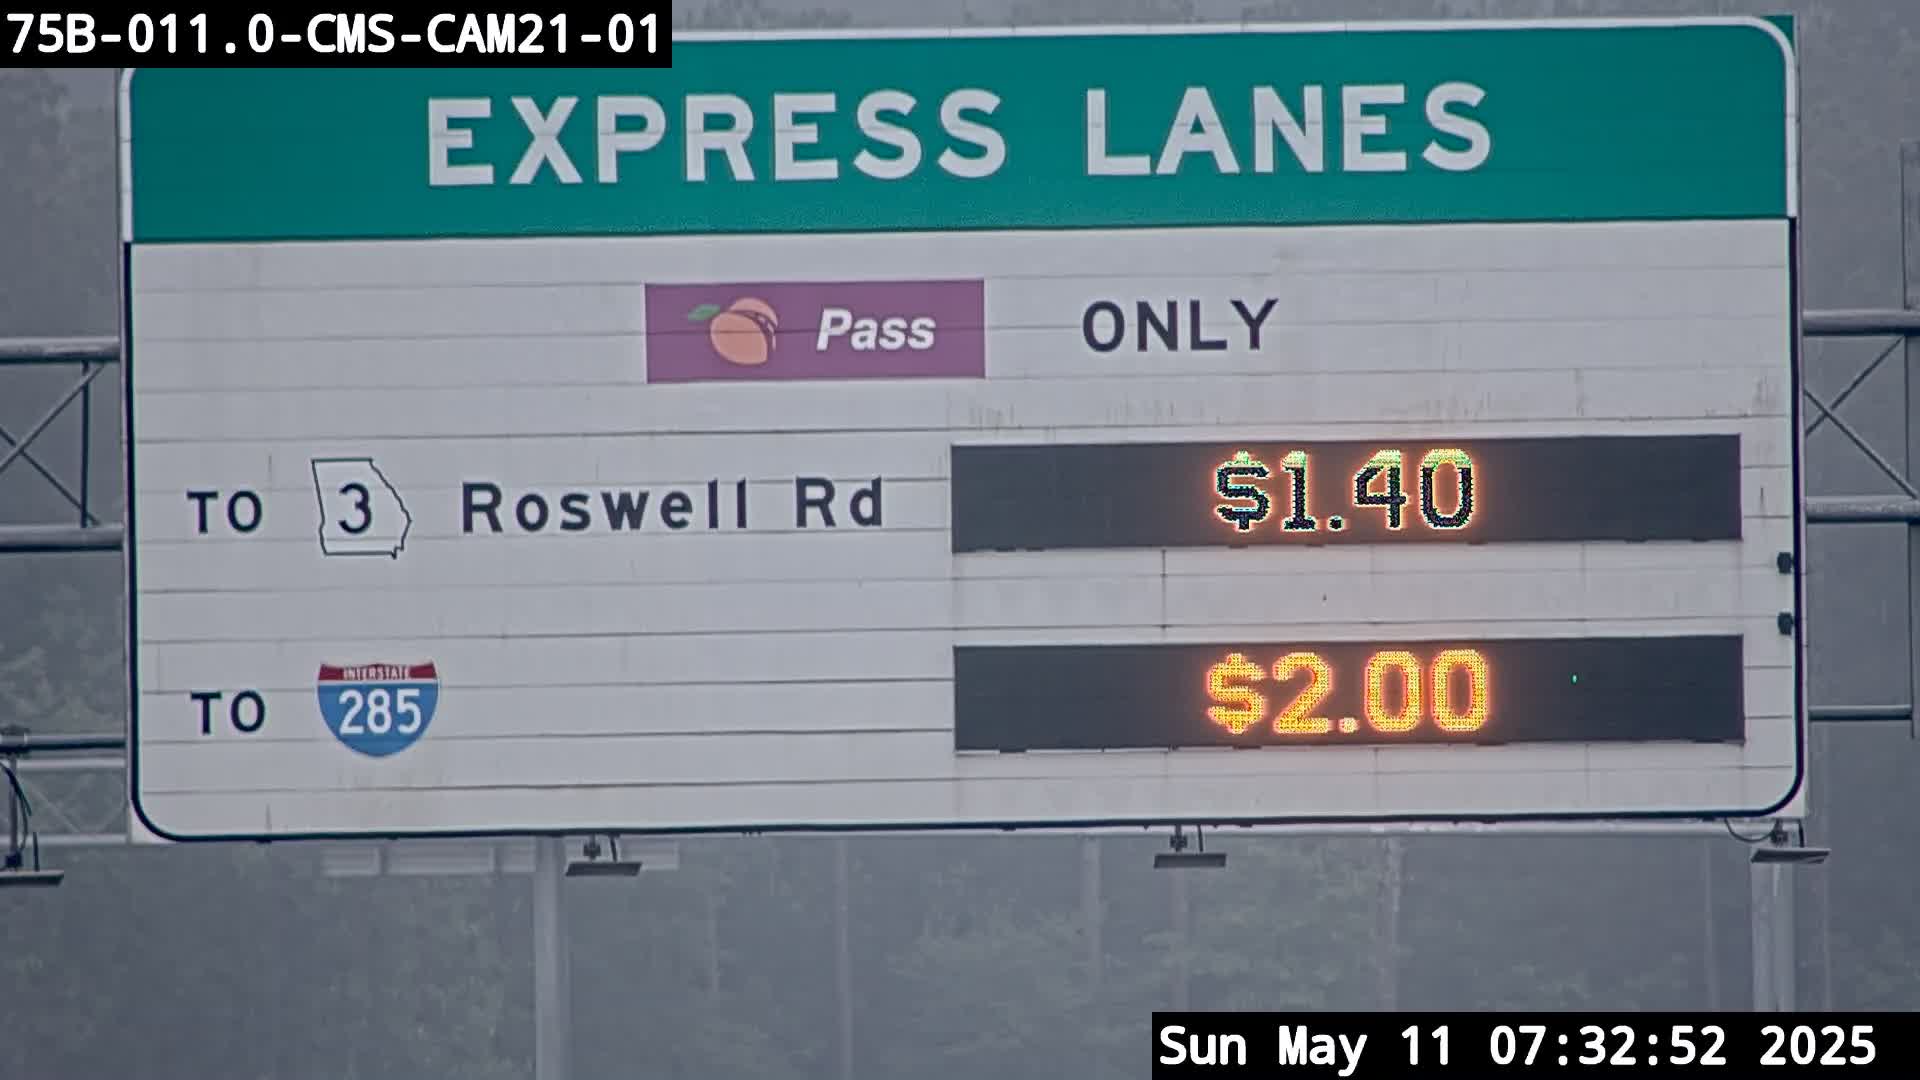 75B-011.0-CMS-CAM21-01
EXPRESS LANES
Pass ONLY
TO 3 Roswell Rd $1.40
INTERSTATE
TO 285 $2.00
Sun May 11 07:32:52 2025